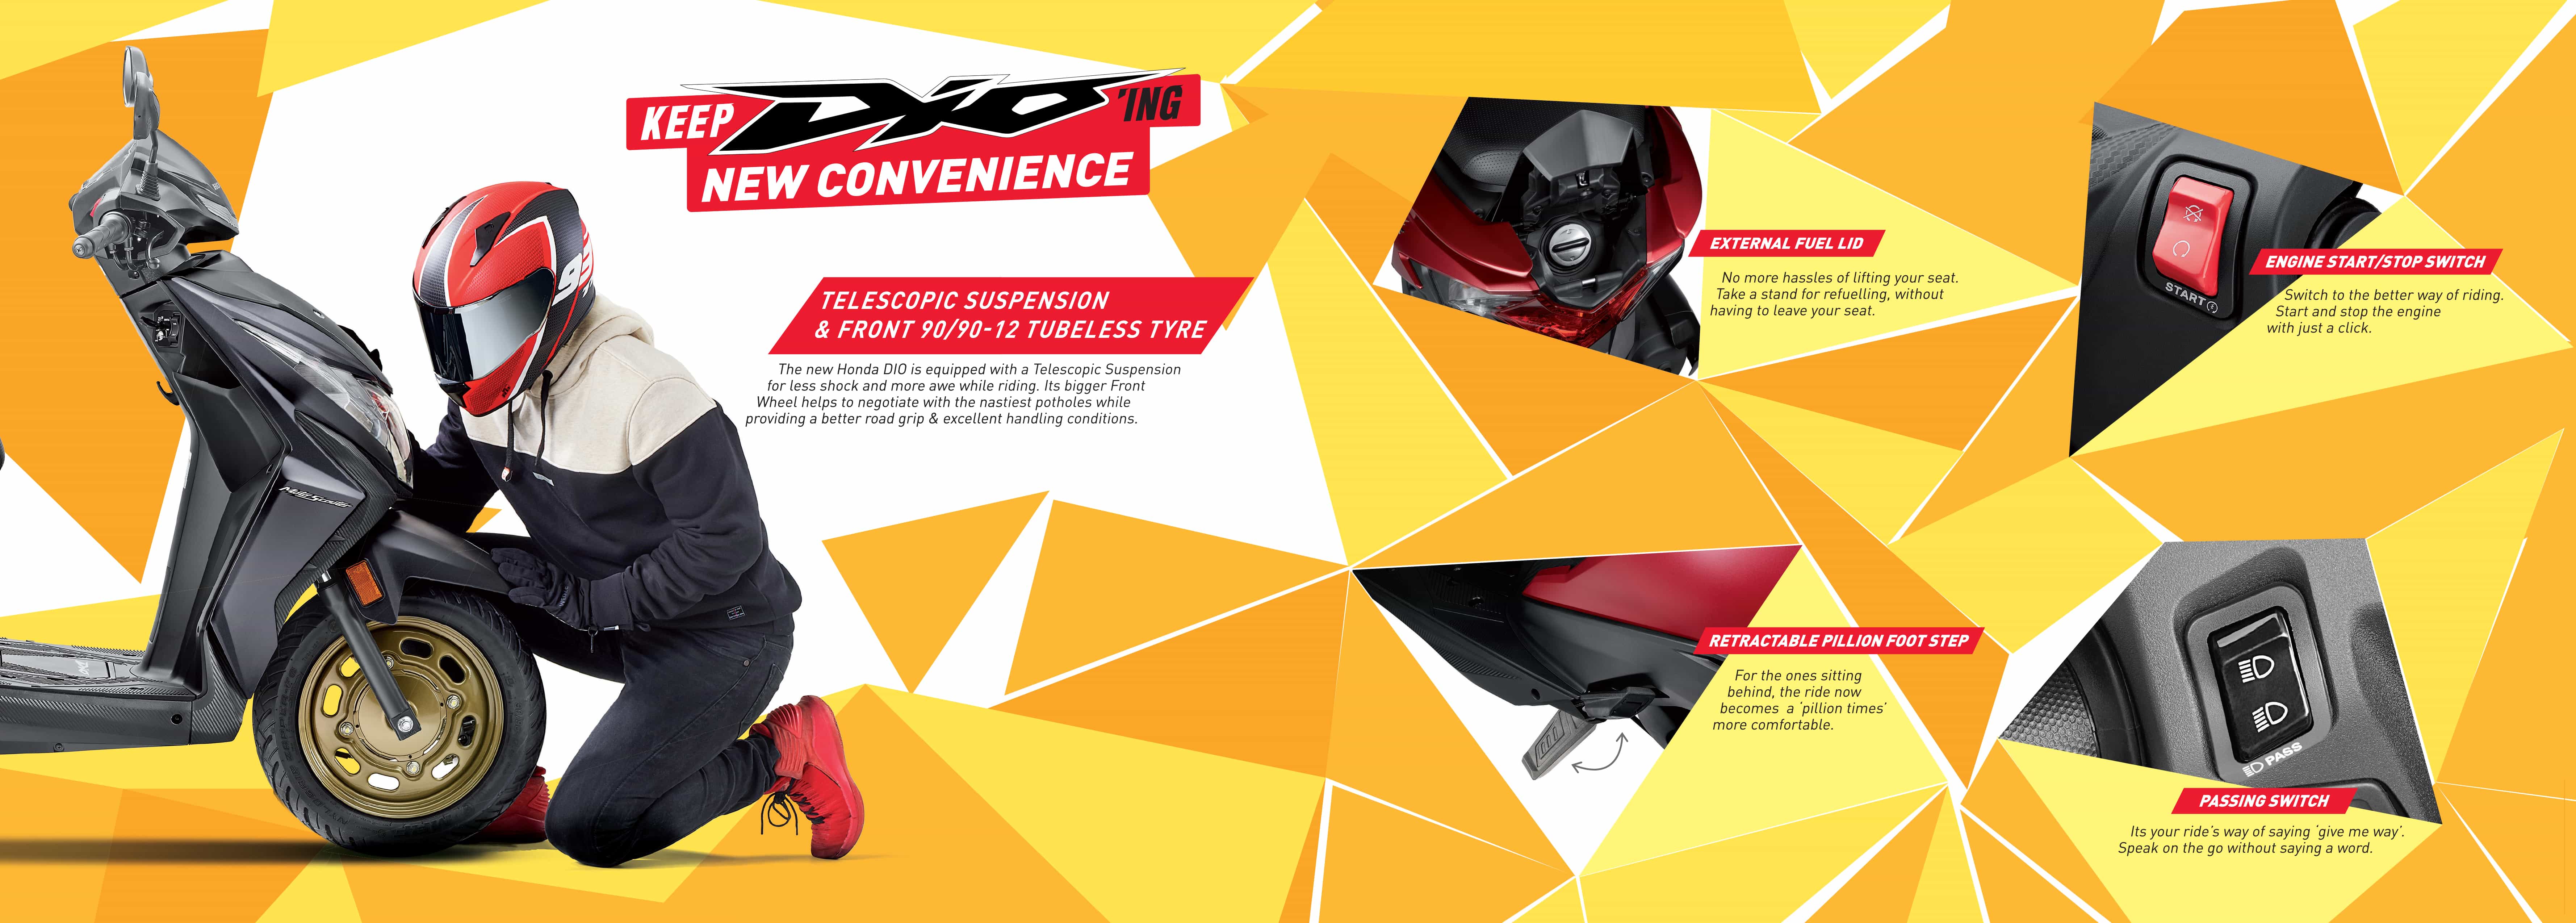 KEEP DIO 'ING
NEW CONVENIENCE
TELESCOPIC SUSPENSION
& FRONT 90/90-12 TUBELESS TYRE
The new Honda DIO is equipped with a Telescopic Suspension
for less shock and more awe while riding. Its bigger Front
Wheel helps to negotiate with the nastiest potholes while
providing a better road grip & excellent handling conditions.
93
MotoScooter
EXTERNAL FUEL LID
No more hassles of lifting your seat.
Take a stand for refuelling, without
having to leave your seat.
START
ENGINE START/STOP SWITCH
Switch to the better way of riding.
Start and stop the engine
with just a click.
RETRACTABLE PILLION FOOT STEP
For the ones sitting
behind, the ride now
becomes a 'pillion times'
more comfortable.
PASS
PASSING SWITCH
Its your ride's way of saying 'give me way'.
Speak on the go without saying a word.